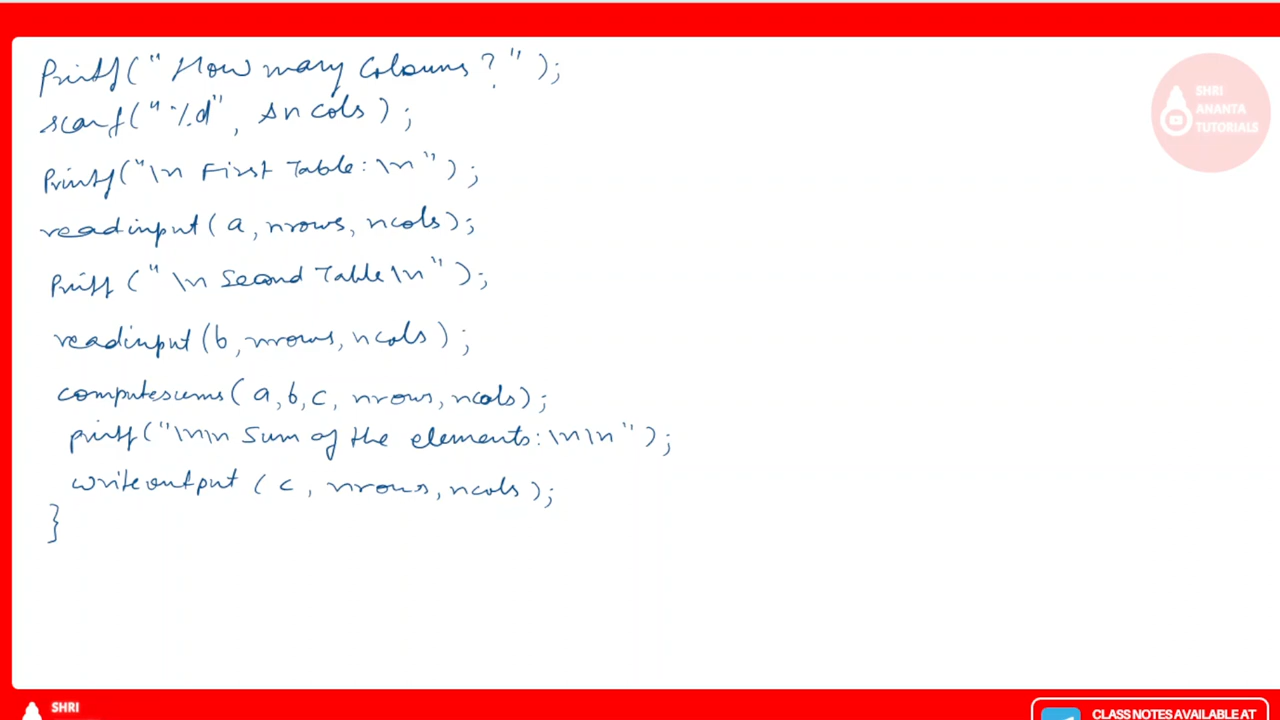 printf("How many Columns?");
scanf("%d", &ncols);
SHRI
ANANTA
TUTORIALS
Printf("\n First Table:\n");
readinput(a, nrows, ncols);
Printf ("\n Second Table\n");
readinput(b, nrows, ncols);
computesums(a,b,c, nrows, ncols);
printf("\n\n Sum of the elements:\n\n");
writeoutput (c, nrows, ncols);
}
SHRI
CLASS NOTES AVAILABLE AT